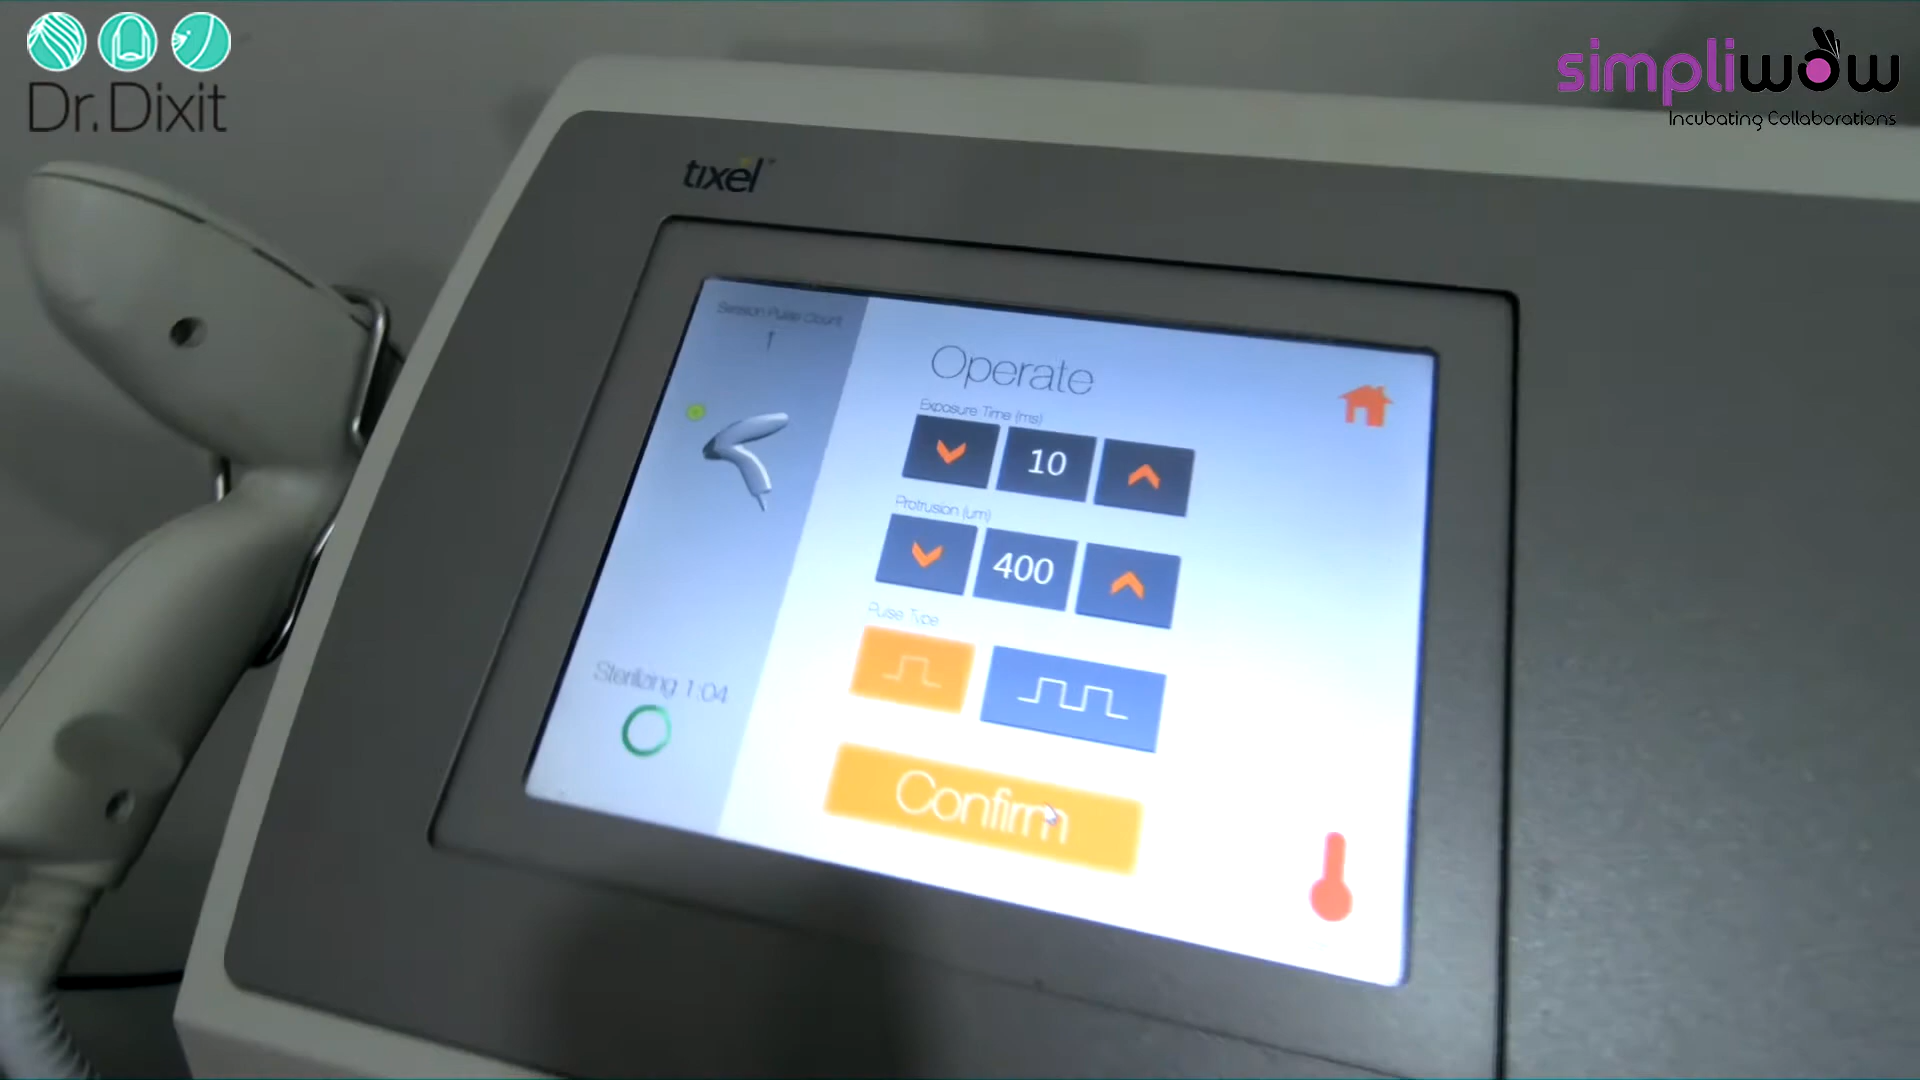 Dr.Dixit
simpliwow
Incubating Collaborations
tixel
Session Pulse Count
1
Operate
Exposure Time (ms)
10
Protrusion (um)
400
Pulse Type
Sterilizing 1:04
Confirm